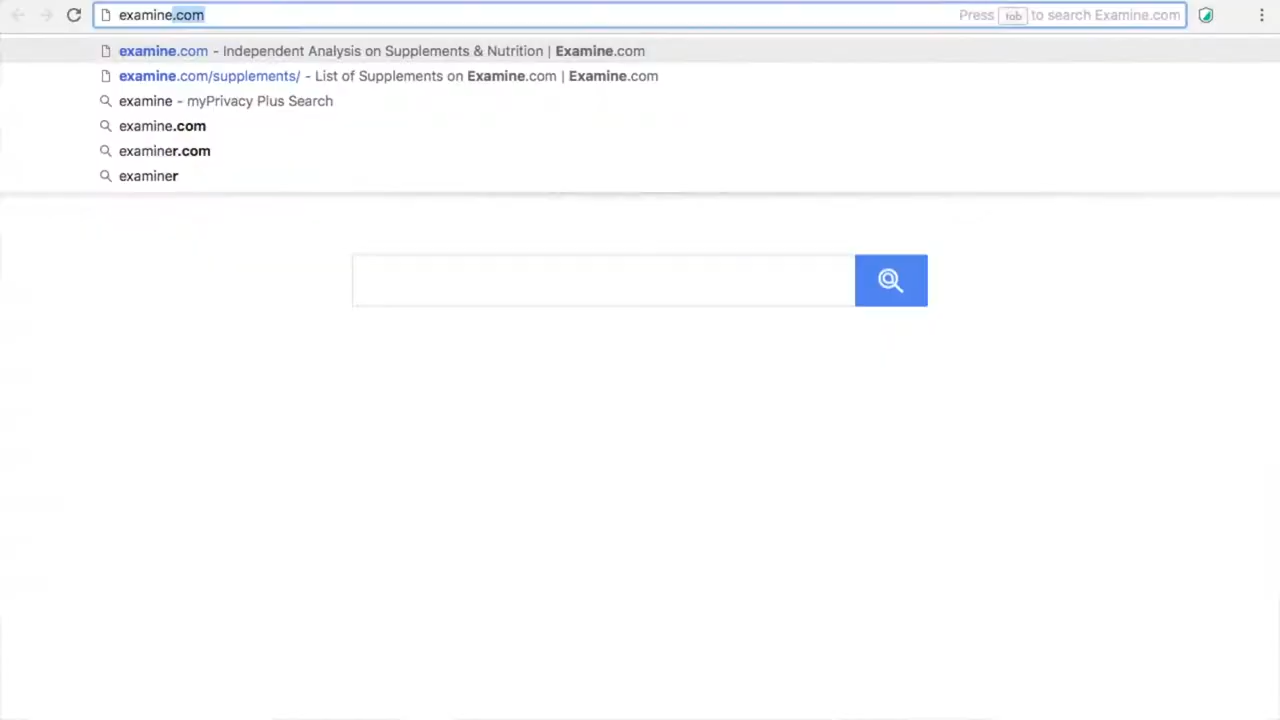 examine.com Press tab to search Examine.com
examine.com - Independent Analysis on Supplements & Nutrition | Examine.com
examine.com/supplements/ - List of Supplements on Examine.com | Examine.com
examine - myPrivacy Plus Search
examine.com
examiner.com
examiner